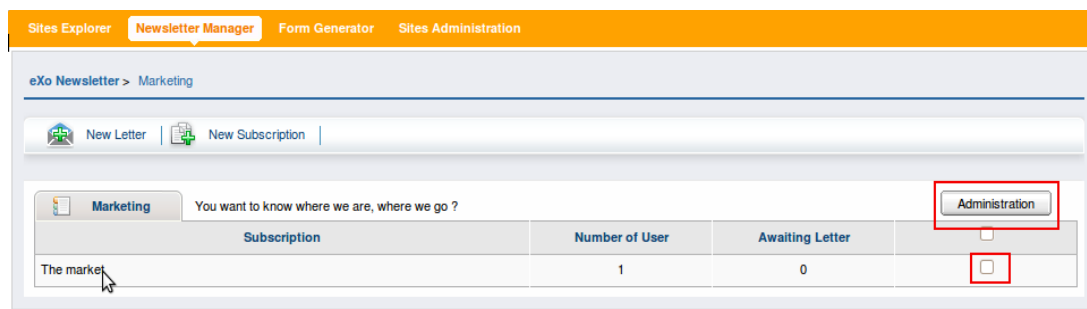 Sites Explorer Newsletter Manager Form Generator Sites Administration
eXo Newsletter > Marketing
New Letter New Subscription
Marketing You want to know where we are, where we go ? Administration
Subscription Number of User Awaiting Letter
The market 1 0